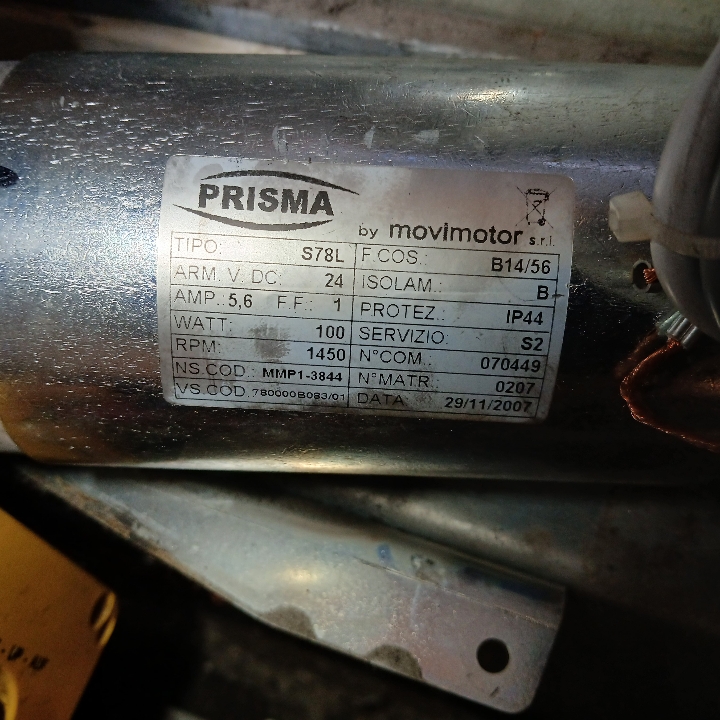 PRISMA
by movimotor s.r.l.
TIPO: S78L F.COS.: B14/56
ARM. V. DC: 24 ISOLAM.: B
AMP.: 5,6 F.F.: 1 PROTEZ.: IP44
WATT: 100 SERVIZIO: S2
RPM: 1450 N°COM.: 070449
NS.COD.: MMP1-3844 N°MATR.: 0207
VS.COD. 780000B083/01 DATA 29/11/2007